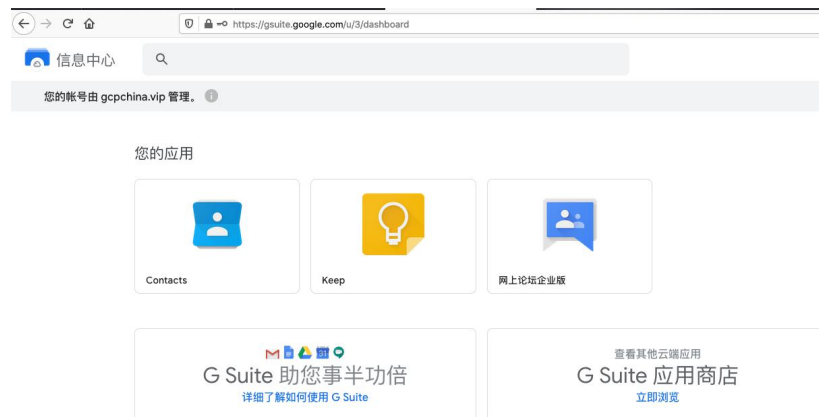 https://gsuite.google.com/u/3/dashboard
信息中心
您的帐号由 gcpchina.vip 管理。
您的应用
Contacts
Keep
网上论坛企业版
31
G Suite 助您事半功倍
详细了解如何使用 G Suite
查看其他云端应用
G Suite 应用商店
立即浏览